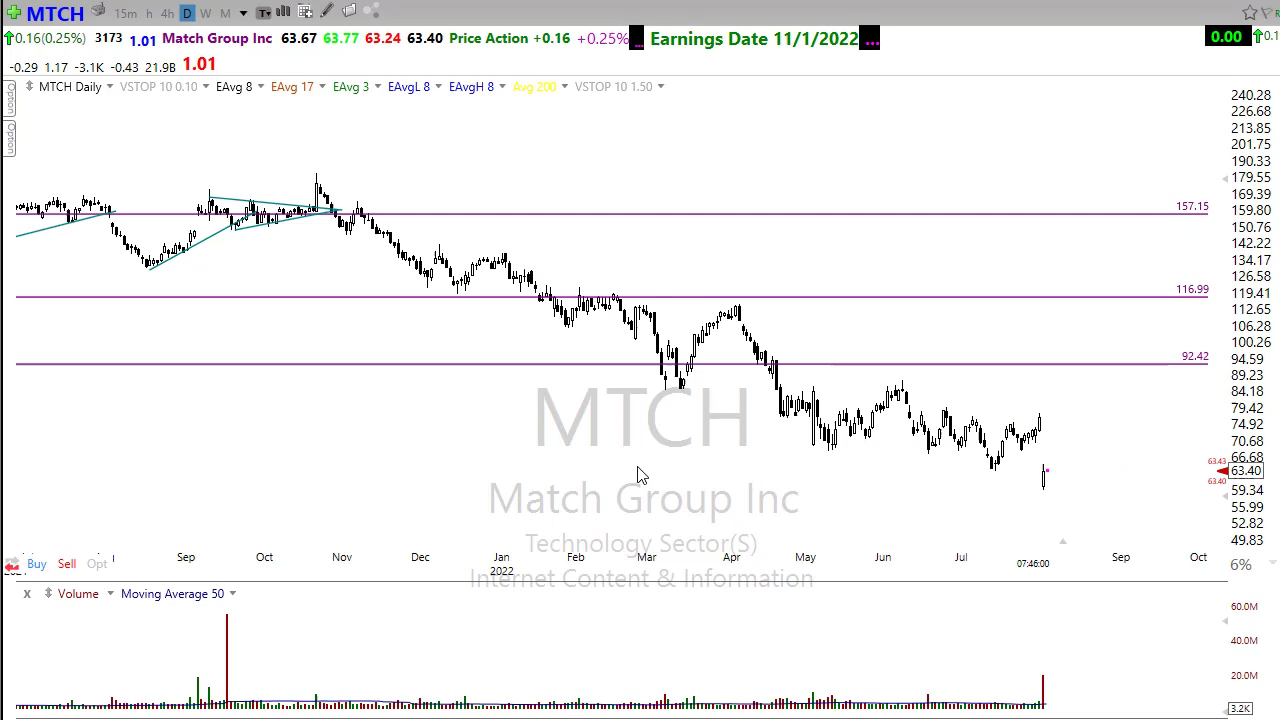 MTCH 15m h 4h D W M T
0.16(0.25%) 3173 1.01 Match Group Inc 63.67 63.77 63.24 63.40 Price Action +0.16 +0.25% ... Earnings Date 11/1/2022 ... 0.00
-0.29 1.17 -3.1K -0.43 21.9B 1.01
MTCH Daily VSTOP 10 0.10 EAvg 8 EAvg 17 EAvg 3 EAvgL 8 EAvgH 8 Avg 200 VSTOP 10 1.50
Option
Option
240.28
226.68
213.85
201.75
190.33
179.55
169.39
159.80
150.76
142.22
134.17
126.58
119.41
112.65
106.28
100.26
94.59
89.23
84.18
79.42
74.92
70.68
66.68
63.40
59.34
55.99
52.82
49.83
157.15
116.99
92.42
63.43
63.40
MTCH
Match Group Inc
Technology Sector(S)
Internet Content & Information
Sep Oct Nov Dec Jan Feb Mar Apr May Jun Jul Sep Oct
2022
07:46:00
6%
Buy Sell Opt
x Volume Moving Average 50
60.0M
40.0M
20.0M
3.2K